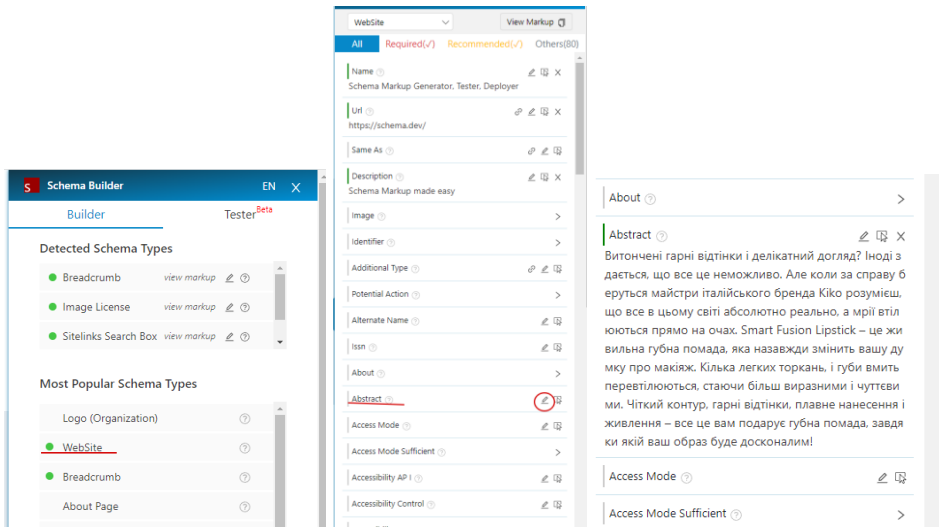 Schema Builder EN X
Builder Tester Beta
Detected Schema Types
Breadcrumb view markup
Image License view markup
Sitelinks Search Box view markup
Most Popular Schema Types
Logo (Organization)
WebSite
Breadcrumb
About Page
WebSite View Markup
All Required(✓) Recommended(✓) Others(80)
Name
Schema Markup Generator, Tester, Deployer
Url
https://schema.dev/
Same As
Description
Schema Markup made easy
Image
Identifier
Additional Type
Potential Action
Alternate Name
Issn
About
Abstract
Access Mode
Access Mode Sufficient
Accessibility AP I
Accessibility Control
About
Abstract
Витончені гарні відтінки і делікатний догляд? Іноді з
дається, що все це неможливо. Але коли за справу б
еруться майстри італійського бренда Kiko розумієш,
що все в цьому світі абсолютно реально, а мрії втіл
юються прямо на очах. Smart Fusion Lipstick – це жи
вильна губна помада, яка назавжди змінить вашу ду
мку про макіяж. Кілька легких торкань, і губи вмить
перевтілюються, стаючи більш виразними і чуттєви
ми. Чіткий контур, гарні відтінки, плавне нанесення і
живлення – все це вам подарує губна помада, завдя
ки якій ваш образ буде досконалим!
Access Mode
Access Mode Sufficient